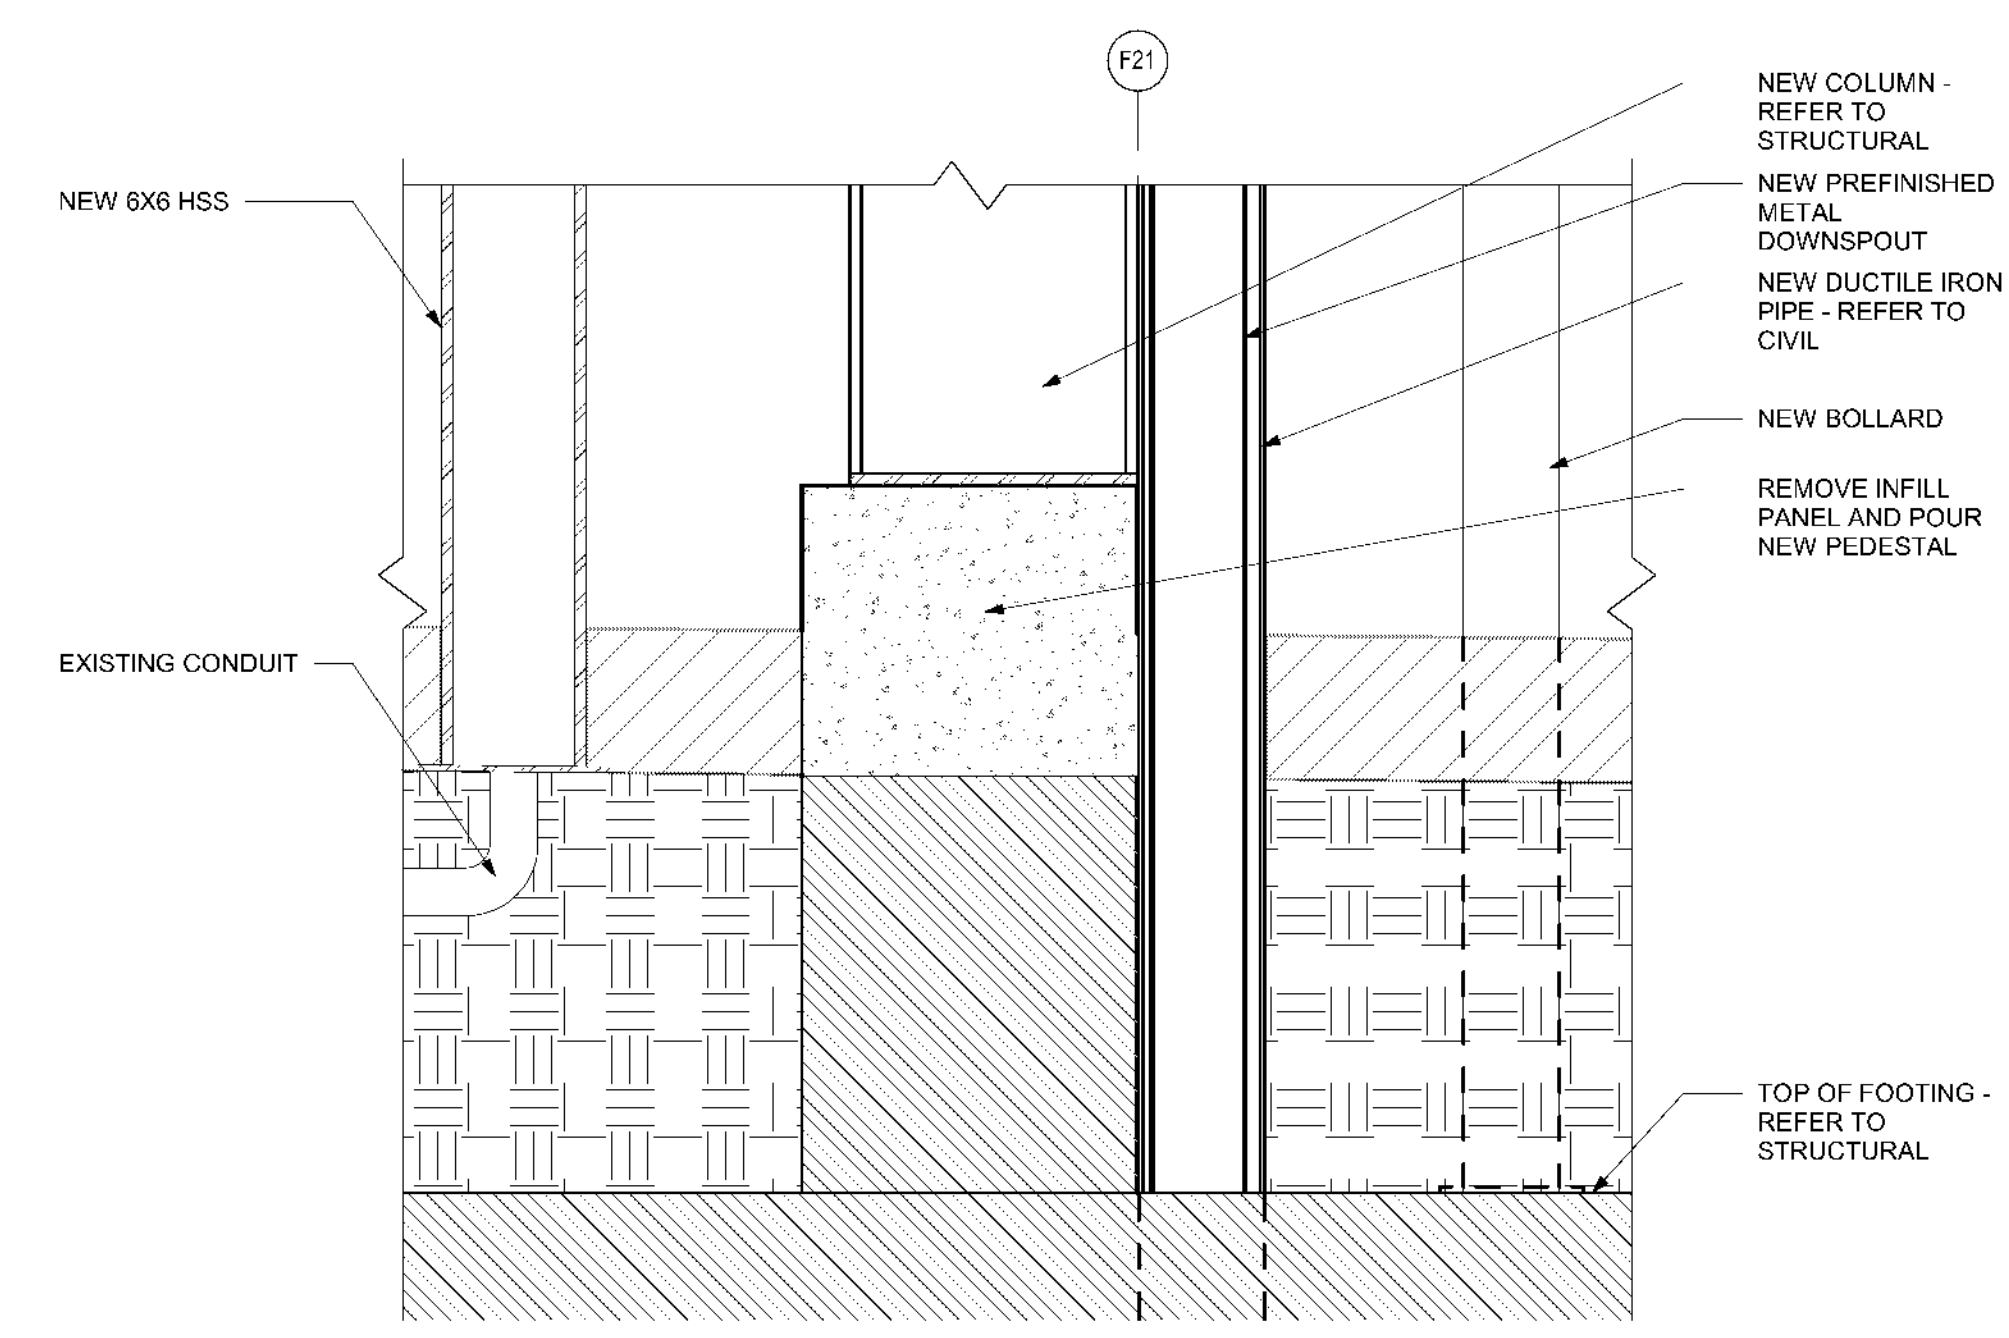 F21
NEW COLUMN -
REFER TO
STRUCTURAL
NEW PREFINISHED
METAL
DOWNSPOUT
NEW DUCTILE IRON
PIPE - REFER TO
CIVIL
NEW BOLLARD
REMOVE INFILL
PANEL AND POUR
NEW PEDESTAL
TOP OF FOOTING -
REFER TO
STRUCTURAL
NEW 6X6 HSS
EXISTING CONDUIT